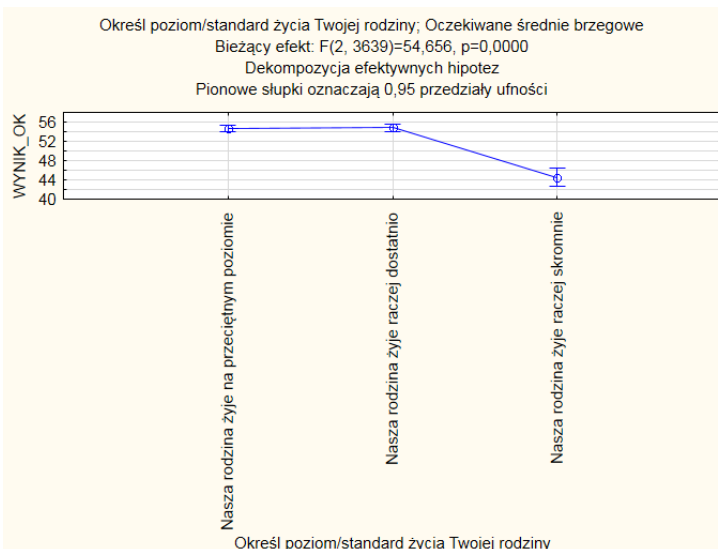 Określ poziom/standard życia Twojej rodziny; Oczekiwane średnie brzegowe
Bieżący efekt: F(2, 3639)=54,656, p=0,0000
Dekompozycja efektywnych hipotez
Pionowe słupki oznaczają 0,95 przedziały ufności
WYNIK_OK
56
52
48
44
40
Nasza rodzina żyje na przeciętnym poziomie
Nasza rodzina żyje raczej dostatnio
Nasza rodzina żyje raczej skromnie
Określ poziom/standard życia Twojej rodziny